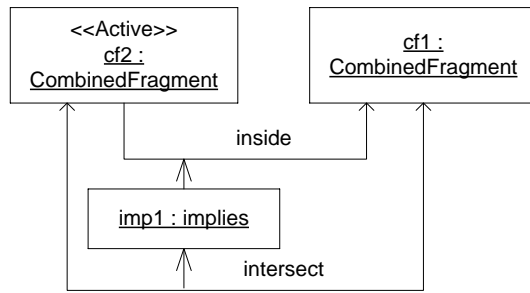 <<Active>>
cf2 :
CombinedFragment
cf1 :
CombinedFragment
inside
imp1 : implies
intersect